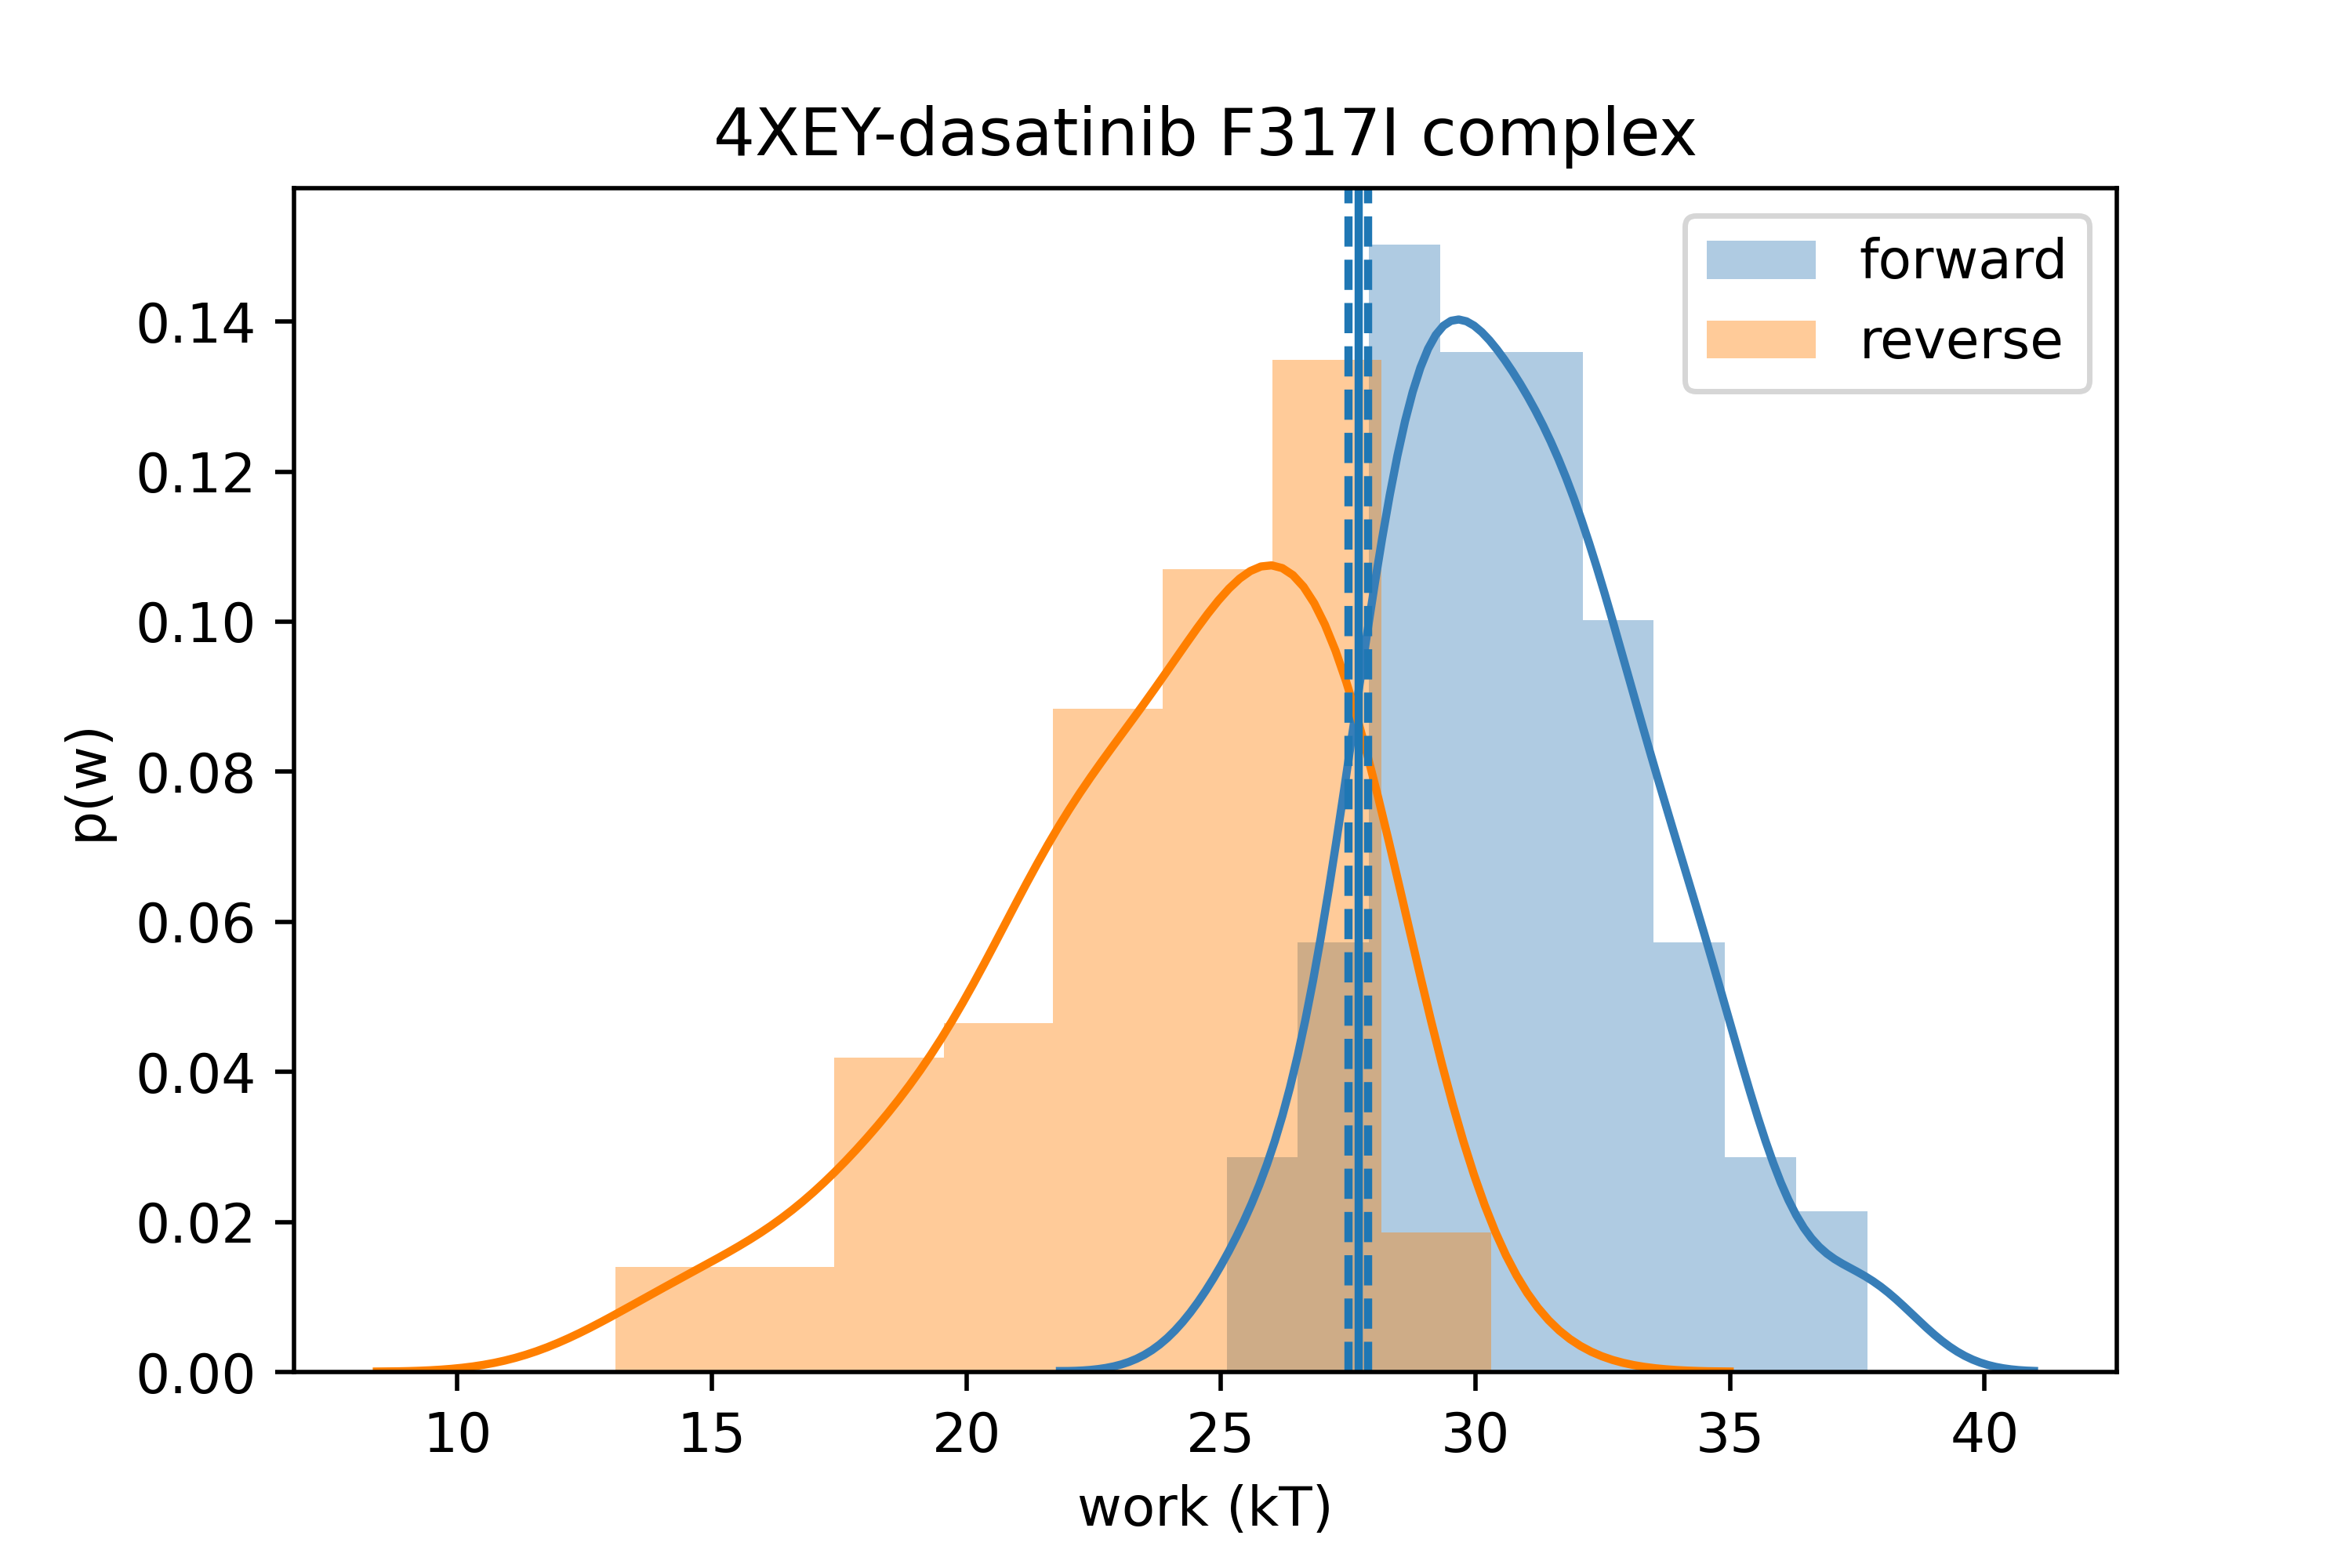 4XEY-dasatinib F317I complex
forward
reverse
p(w)
0.14
0.12
0.10
0.08
0.06
0.04
0.02
0.00
10 15 20 25 30 35 40
work (kT)